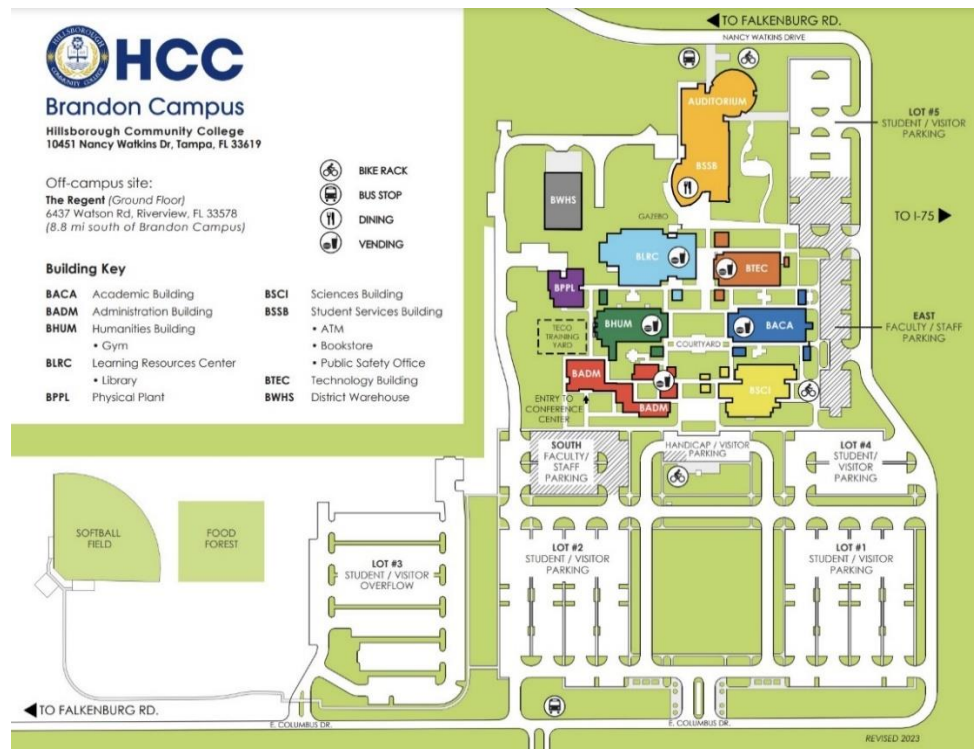 HILLSBOROUGH
COMMUNITY COLLEGE
HCC
Brandon Campus
Hillsborough Community College
10451 Nancy Watkins Dr, Tampa, FL 33619
Off-campus site:
The Regent (Ground Floor)
6437 Watson Rd, Riverview, FL 33578
(8.8 mi south of Brandon Campus)
BIKE RACK
BUS STOP
DINING
VENDING
Building Key
BACA Academic Building
BADM Administration Building
BHUM Humanities Building
• Gym
BLRC Learning Resources Center
• Library
BPPL Physical Plant
BSCI Sciences Building
BSSB Student Services Building
• ATM
• Bookstore
• Public Safety Office
BTEC Technology Building
BWHS District Warehouse
TO FALKENBURG RD.
NANCY WATKINS DRIVE
AUDITORIUM
LOT #5
STUDENT / VISITOR
PARKING
BSSB
BWHS
TO I-75
GAZEBO
BLRC
BTEC
BPPL
TECO
TRAINING
YARD
BHUM
BACA
COURTYARD
EAST
FACULTY / STAFF
PARKING
BADM
BSCI
BADM
ENTRY TO
CONFERENCE
CENTER
SOUTH
FACULTY/
STAFF
PARKING
HANDICAP / VISITOR
PARKING
LOT #4
STUDENT/
VISITOR
PARKING
SOFTBALL
FIELD
FOOD
FOREST
LOT #3
STUDENT / VISITOR
OVERFLOW
LOT #2
STUDENT / VISITOR
PARKING
LOT #1
STUDENT / VISITOR
PARKING
TO FALKENBURG RD.
E. COLUMBUS DR.
E. COLUMBUS DR.
REVISED 2023